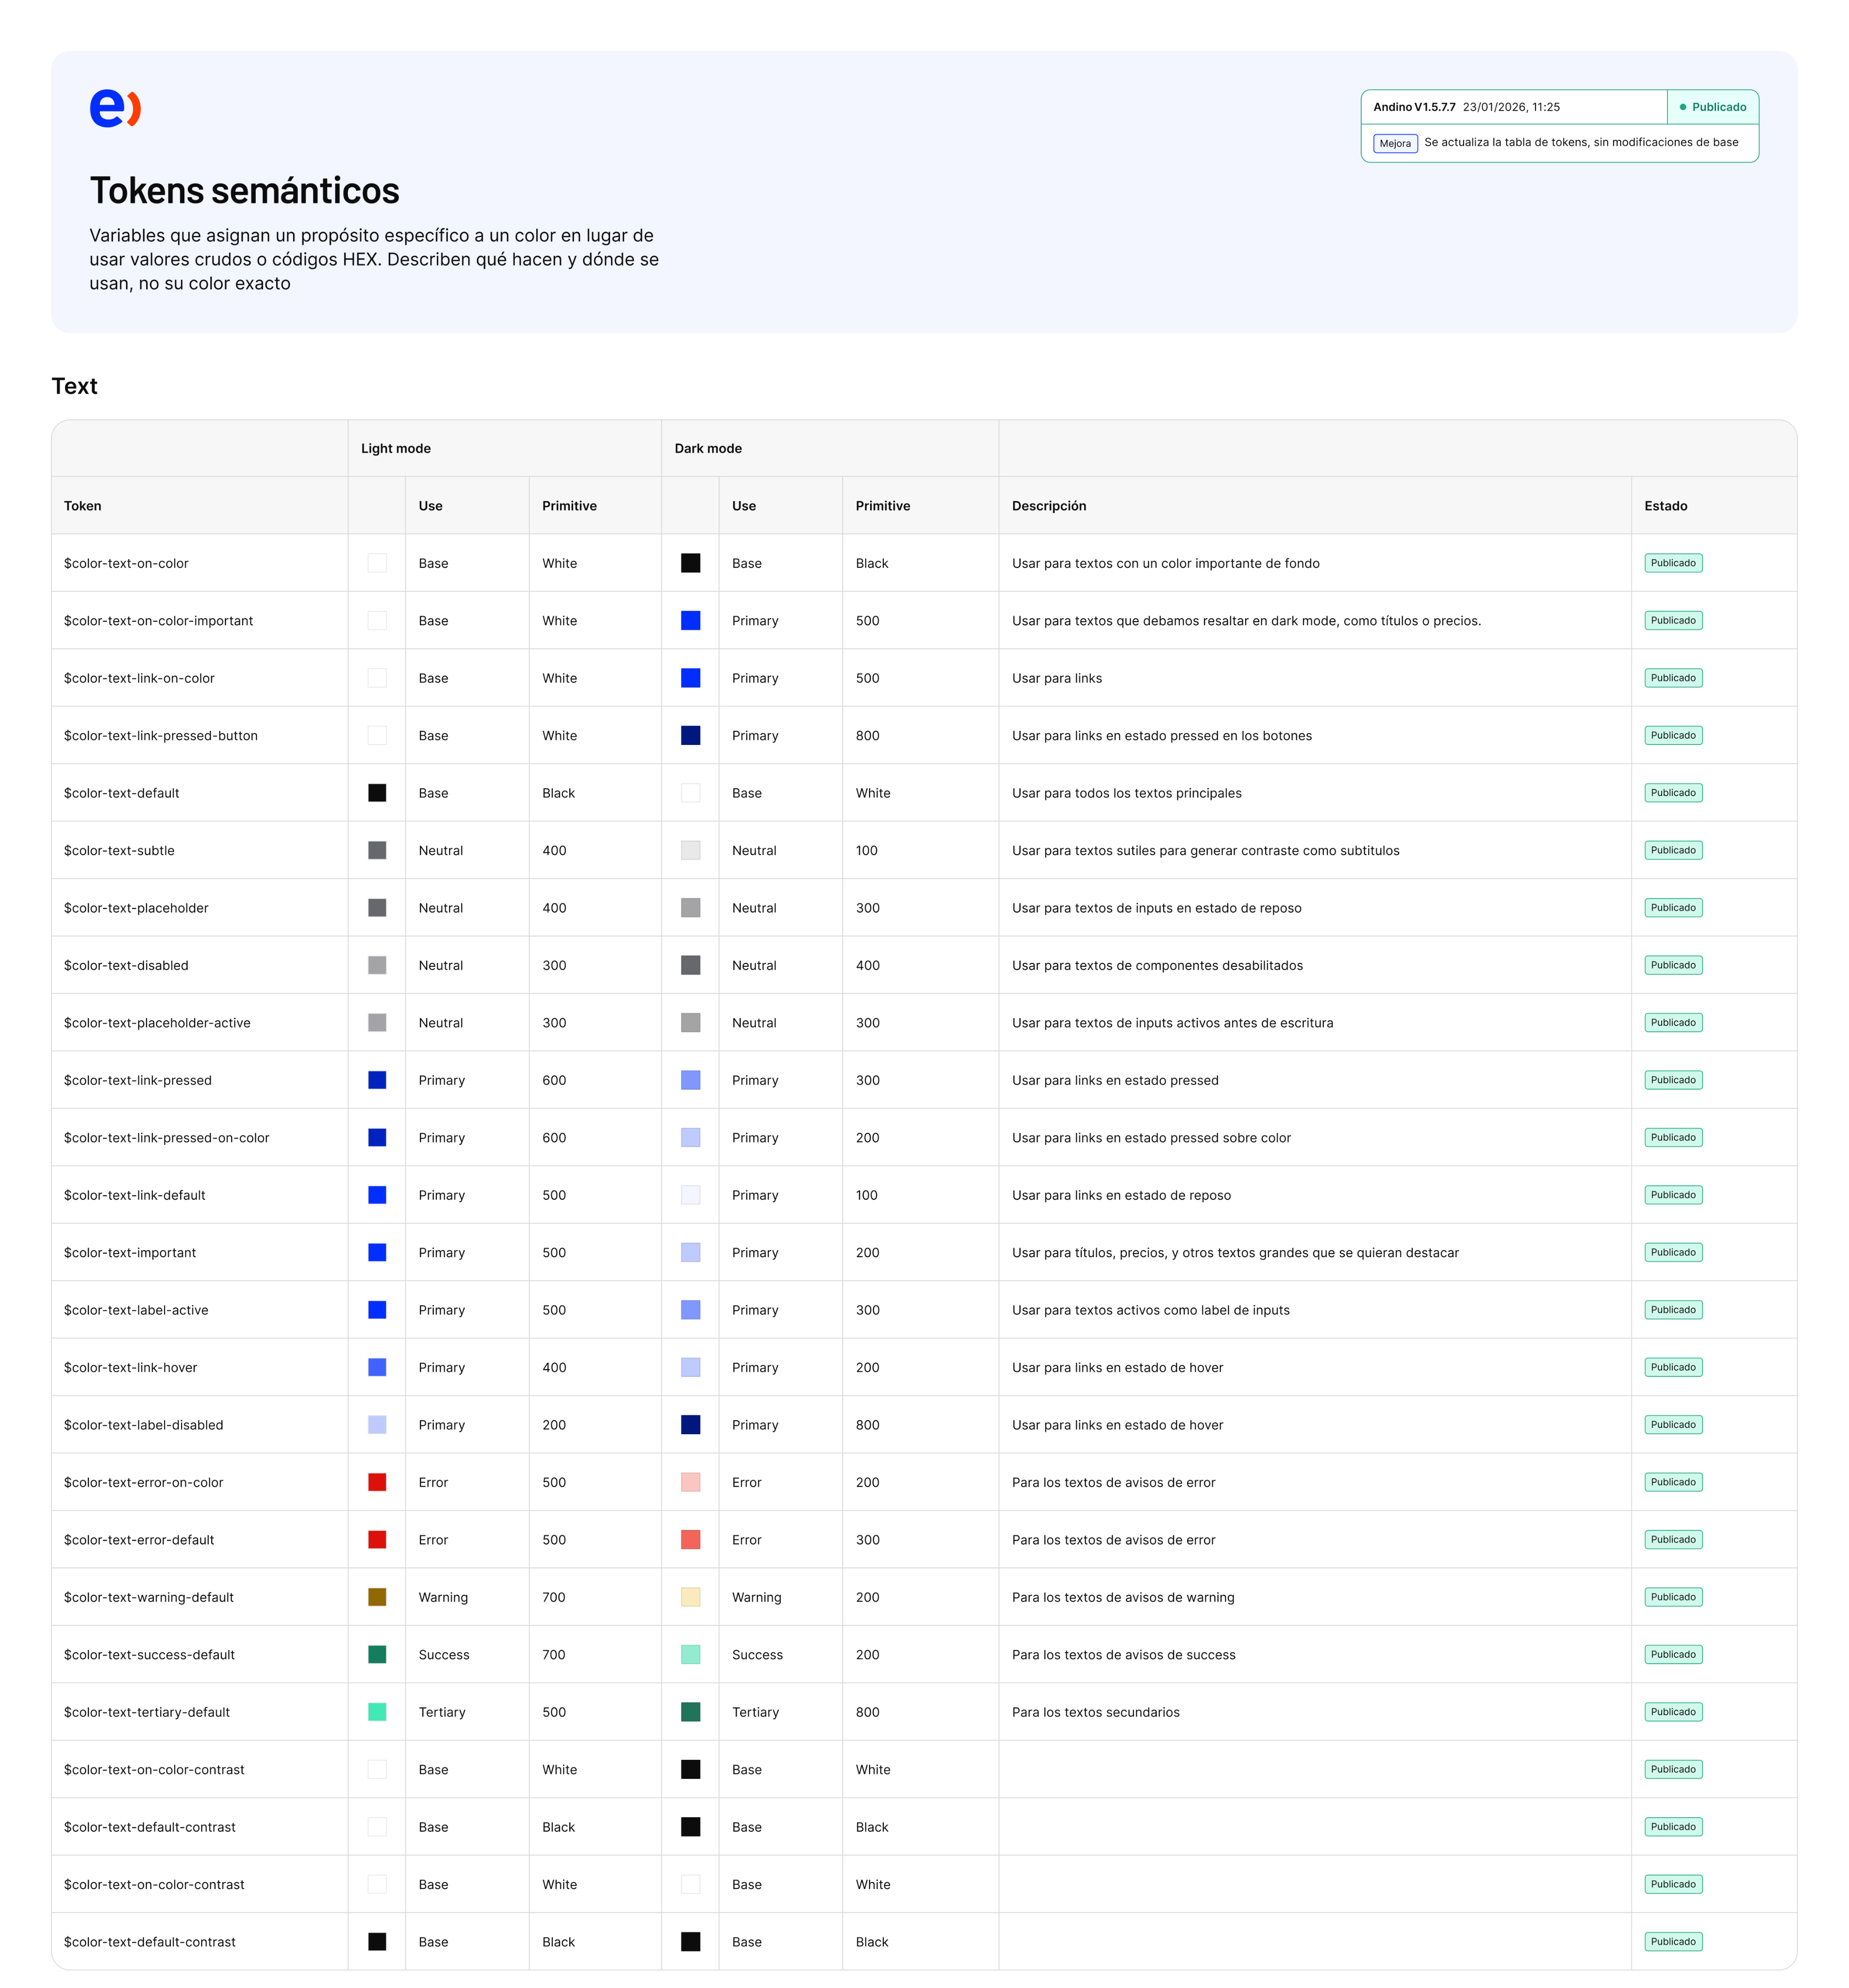 e)
Andino V1.5.7.7 23/01/2026, 11:25 Publicado
Mejora Se actualiza la tabla de tokens, sin modificaciones de base
Tokens semánticos
Variables que asignan un propósito específico a un color en lugar de
usar valores crudos o códigos HEX. Describen qué hacen y dónde se
usan, no su color exacto
Text
Light mode Dark mode
Token Use Primitive Use Primitive Descripción Estado
$color-text-on-color Base White Base Black Usar para textos con un color importante de fondo Publicado
$color-text-on-color-important Base White Primary 500 Usar para textos que debamos resaltar en dark mode, como títulos o precios. Publicado
$color-text-link-on-color Base White Primary 500 Usar para links Publicado
$color-text-link-pressed-button Base White Primary 800 Usar para links en estado pressed en los botones Publicado
$color-text-default Base Black Base White Usar para todos los textos principales Publicado
$color-text-subtle Neutral 400 Neutral 100 Usar para textos sutiles para generar contraste como subtitulos Publicado
$color-text-placeholder Neutral 400 Neutral 300 Usar para textos de inputs en estado de reposo Publicado
$color-text-disabled Neutral 300 Neutral 400 Usar para textos de componentes desabilitados Publicado
$color-text-placeholder-active Neutral 300 Neutral 300 Usar para textos de inputs activos antes de escritura Publicado
$color-text-link-pressed Primary 600 Primary 300 Usar para links en estado pressed Publicado
$color-text-link-pressed-on-color Primary 600 Primary 200 Usar para links en estado pressed sobre color Publicado
$color-text-link-default Primary 500 Primary 100 Usar para links en estado de reposo Publicado
$color-text-important Primary 500 Primary 200 Usar para títulos, precios, y otros textos grandes que se quieran destacar Publicado
$color-text-label-active Primary 500 Primary 300 Usar para textos activos como label de inputs Publicado
$color-text-link-hover Primary 400 Primary 200 Usar para links en estado de hover Publicado
$color-text-label-disabled Primary 200 Primary 800 Usar para links en estado de hover Publicado
$color-text-error-on-color Error 500 Error 200 Para los textos de avisos de error Publicado
$color-text-error-default Error 500 Error 300 Para los textos de avisos de error Publicado
$color-text-warning-default Warning 700 Warning 200 Para los textos de avisos de warning Publicado
$color-text-success-default Success 700 Success 200 Para los textos de avisos de success Publicado
$color-text-tertiary-default Tertiary 500 Tertiary 800 Para los textos secundarios Publicado
$color-text-on-color-contrast Base White Base White Publicado
$color-text-default-contrast Base Black Base Black Publicado
$color-text-on-color-contrast Base White Base White Publicado
$color-text-default-contrast Base Black Base Black Publicado